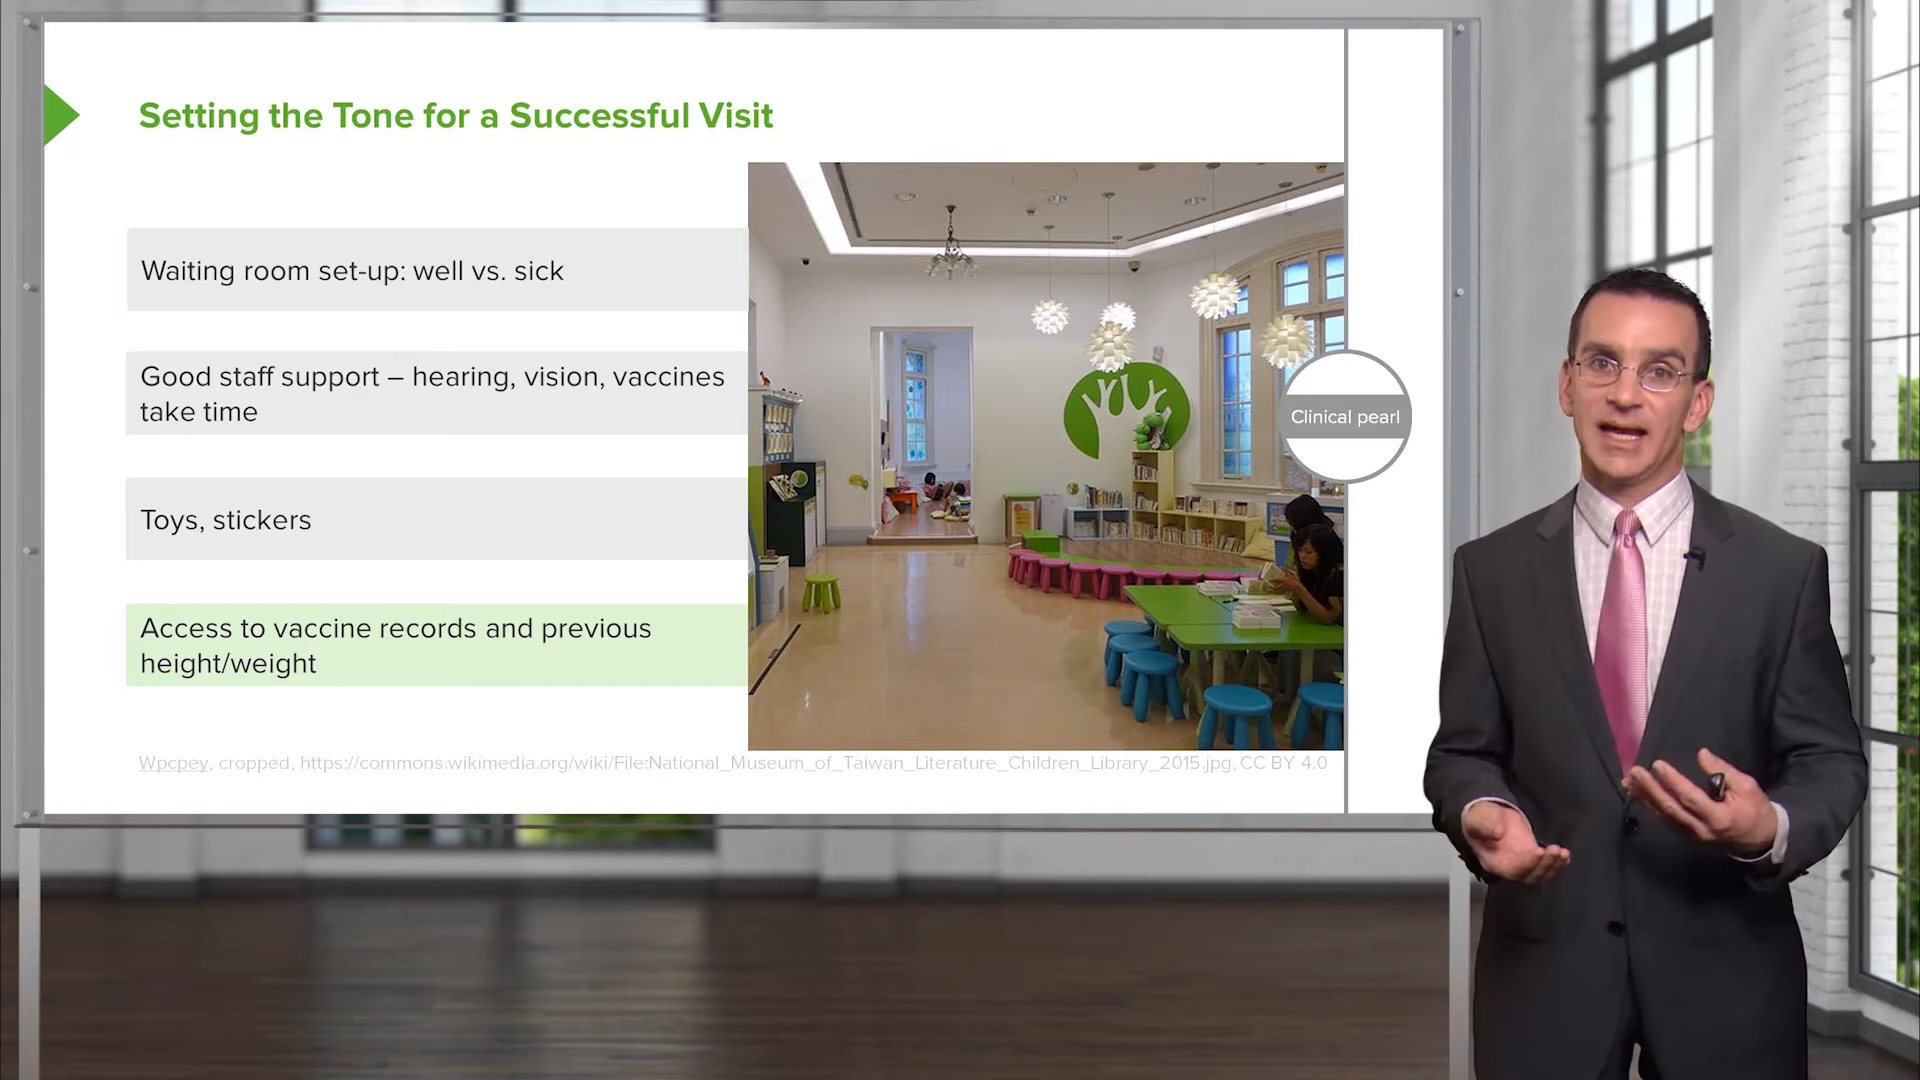 Setting the Tone for a Successful Visit
Waiting room set-up: well vs. sick
Good staff support – hearing, vision, vaccines
take time
Toys, stickers
Access to vaccine records and previous
height/weight
Clinical pearl
Wpcpey, cropped, https://commons.wikimedia.org/wiki/File:National_Museum_of_Taiwan_Literature_Children_Library_2015.jpg, CC BY 4.0